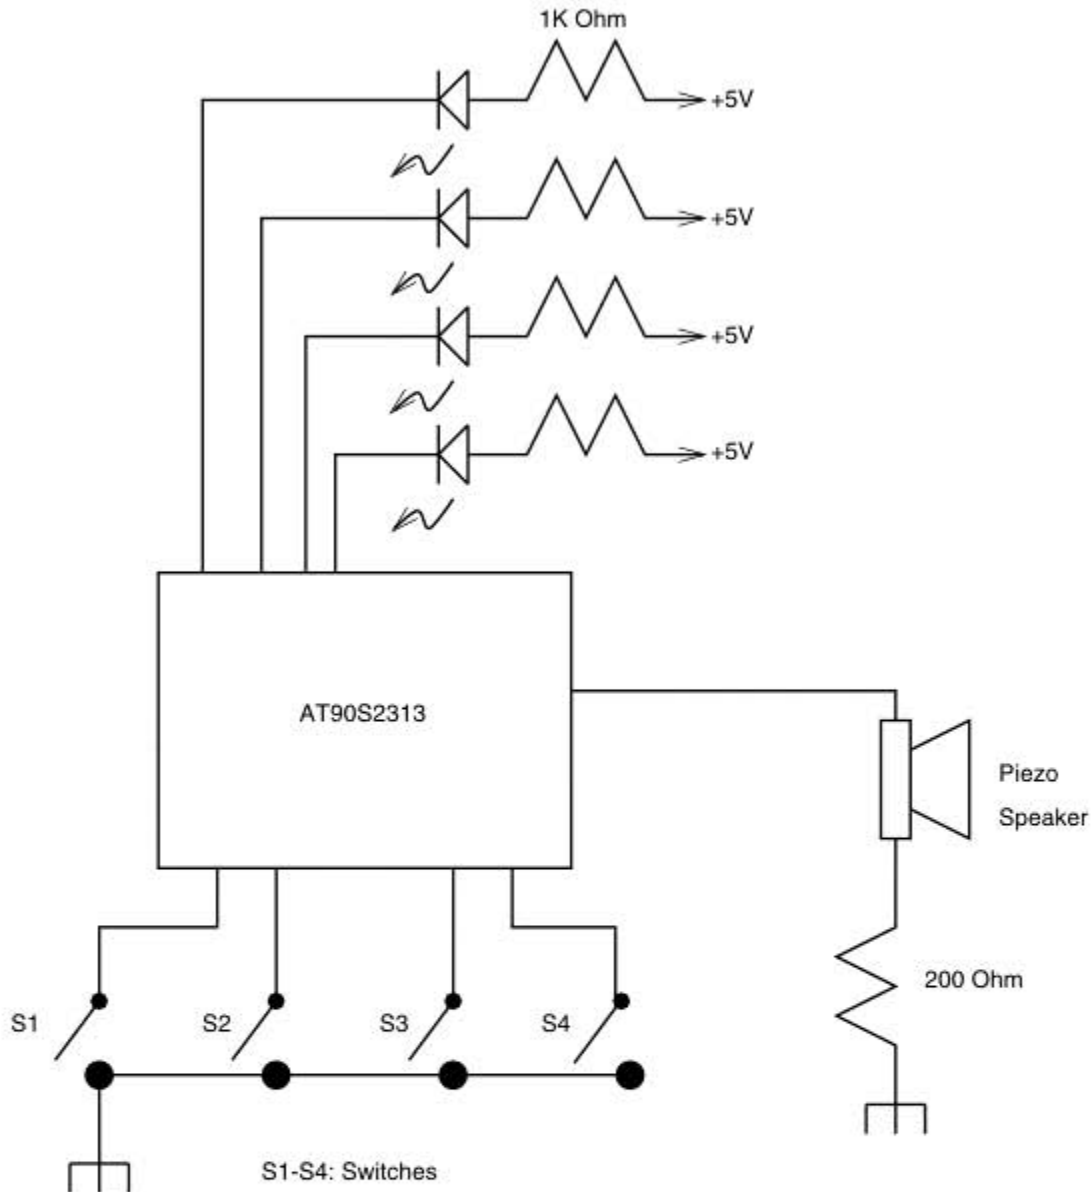 1K Ohm
+5V
+5V
+5V
+5V
AT90S2313
Piezo
Speaker
200 Ohm
S1
S2
S3
S4
S1-S4: Switches